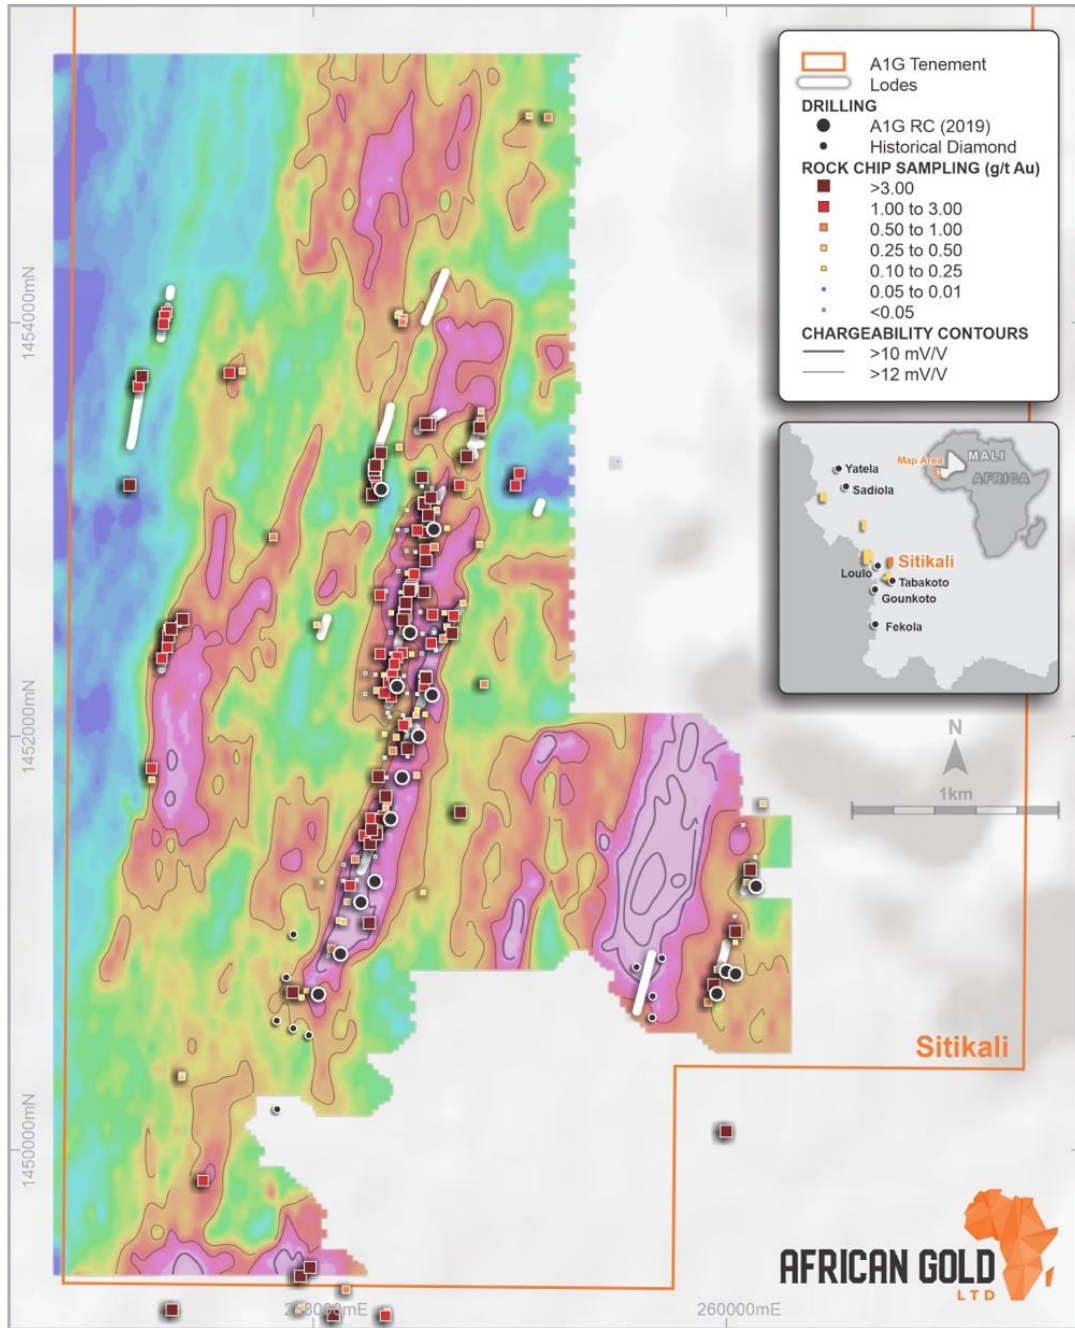 A1G Tenement
Lodes
DRILLING
A1G RC (2019)
Historical Diamond
ROCK CHIP SAMPLING (g/t Au)
>3.00
1.00 to 3.00
0.50 to 1.00
0.25 to 0.50
0.10 to 0.25
0.05 to 0.01
<0.05
CHARGEABILITY CONTOURS
>10 mV/V
>12 mV/V
1454000mN
Map Area
MALI
AFRICA
Yatela
Sadiola
Sitikali
Loulo
Tabakoto
Gounkoto
Fekola
1452000mN
N
1km
Sitikali
1450000mN
AFRICAN GOLD
LTD
258000mE
260000mE